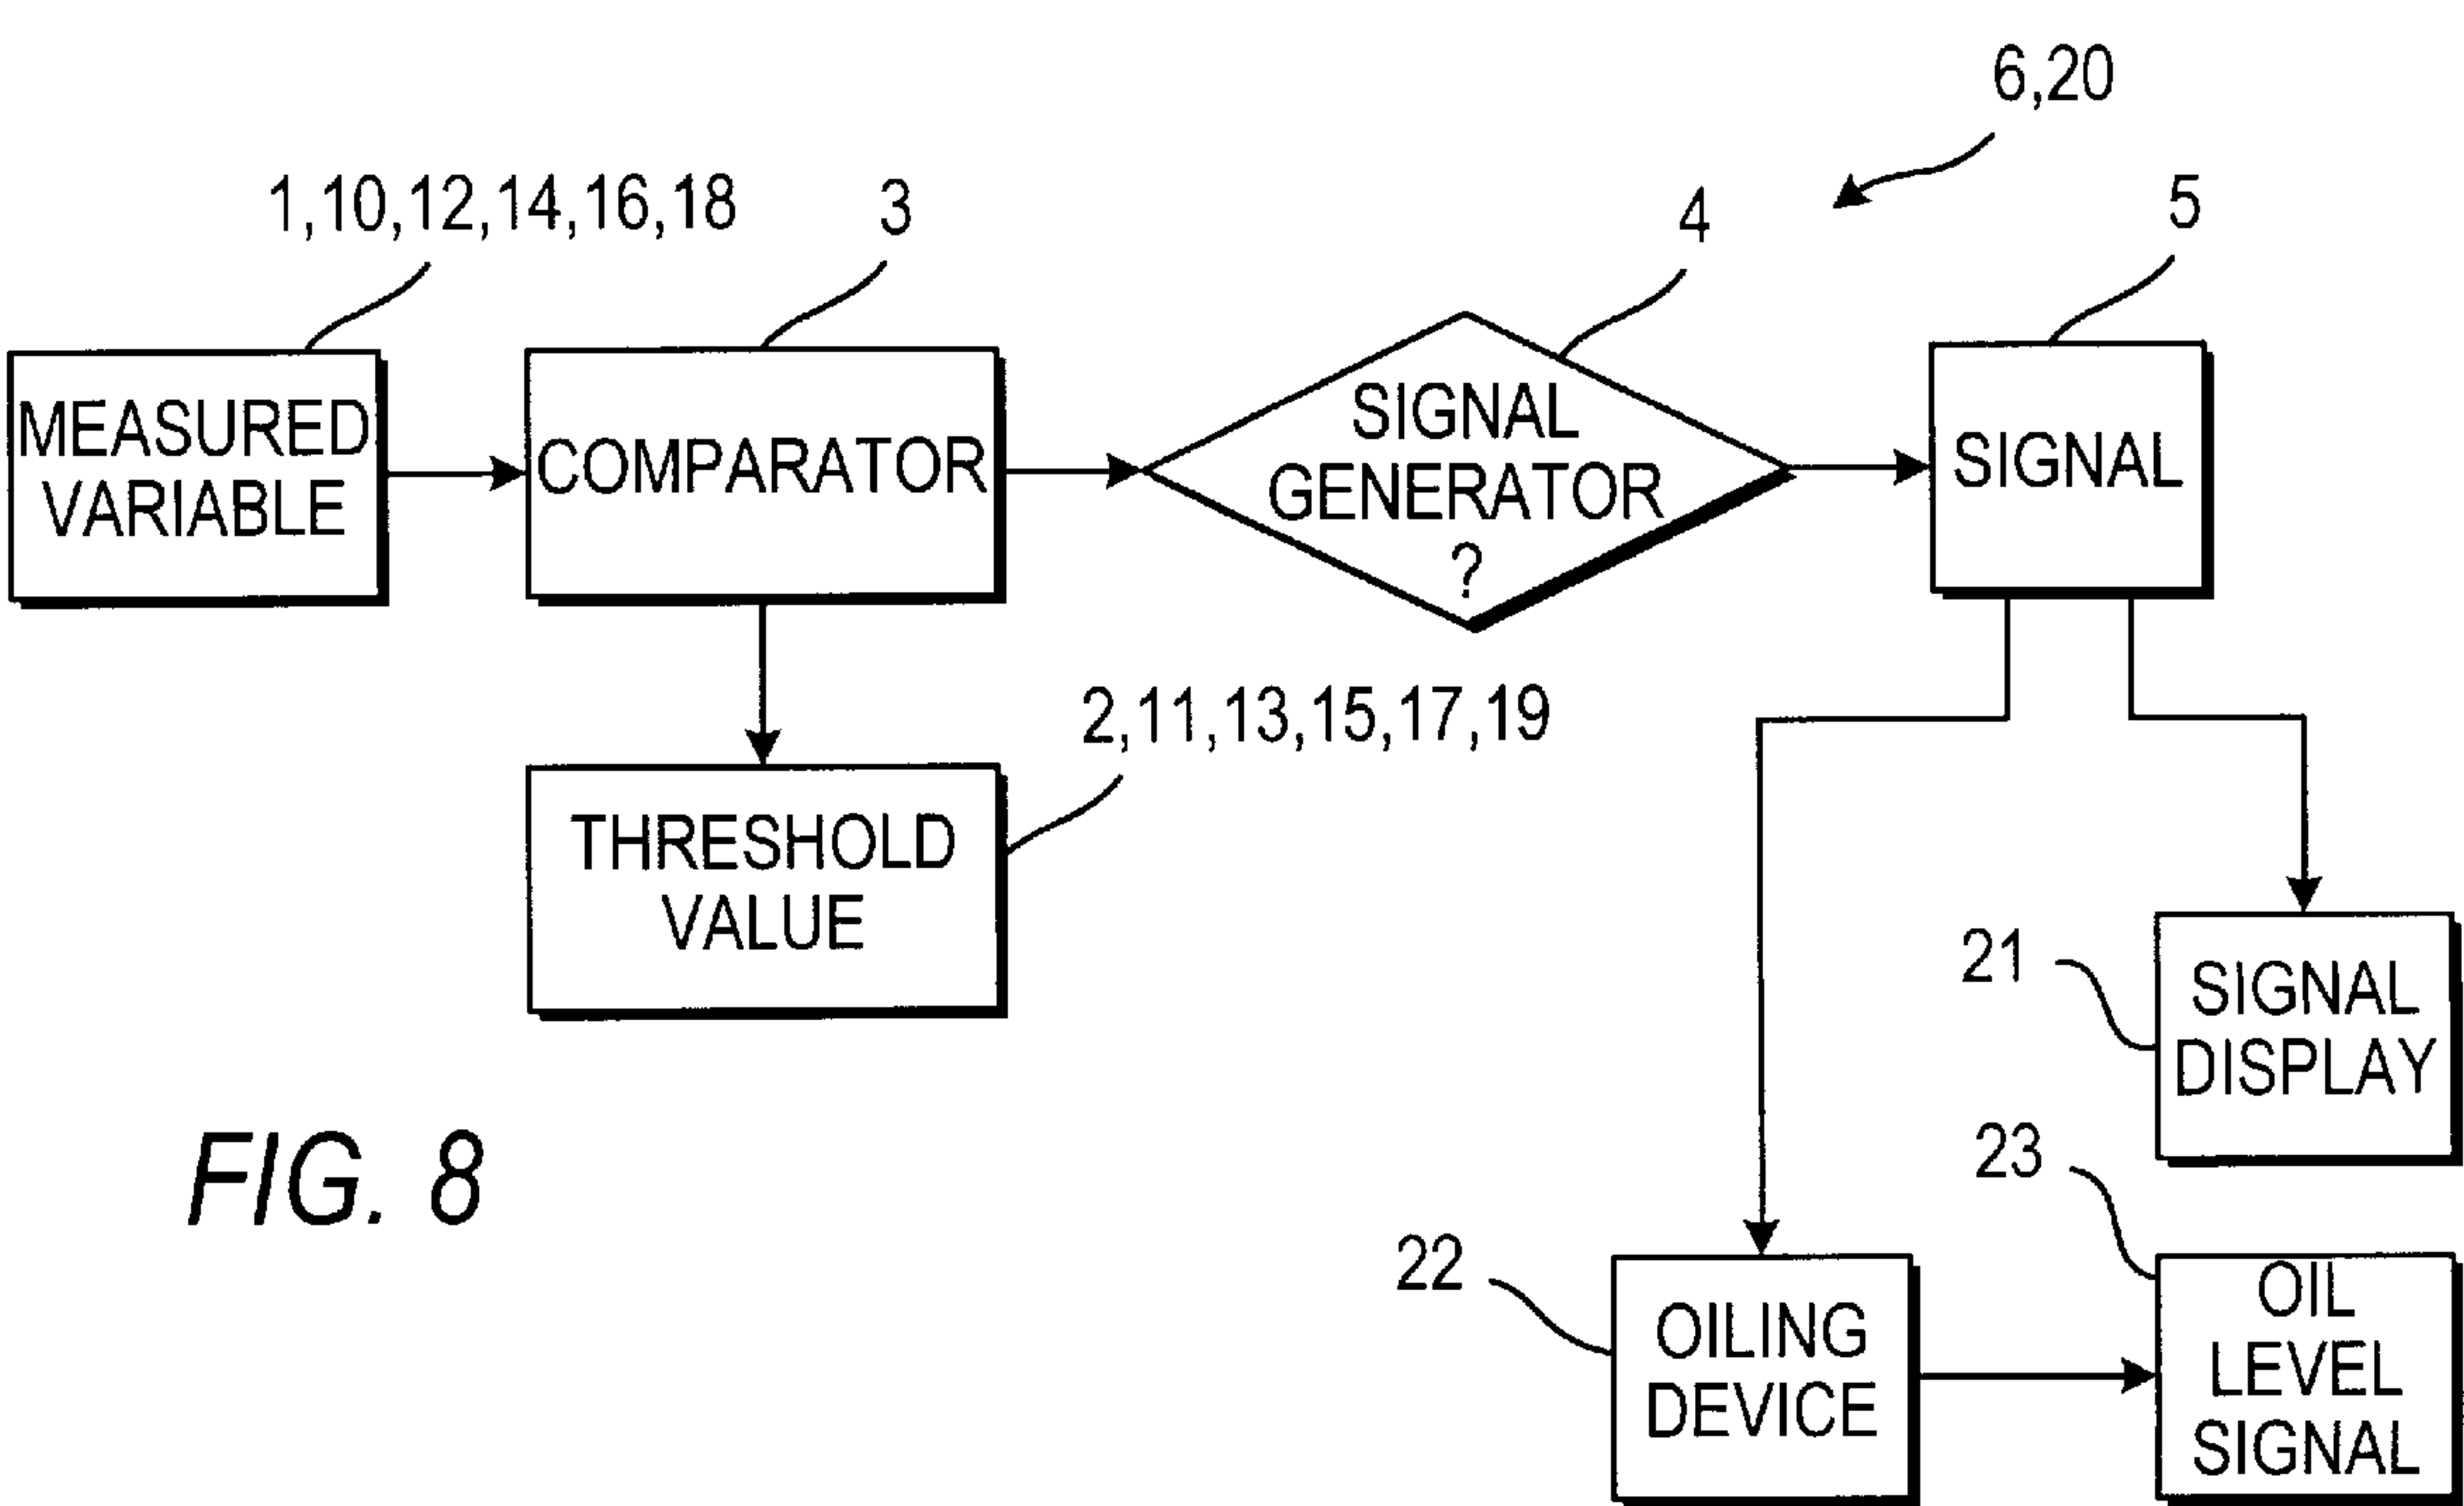 6,20
1,10,12,14,16,18
3
4
5
MEASURED
VARIABLE
COMPARATOR
SIGNAL
GENERATOR
?
SIGNAL
2,11,13,15,17,19
THRESHOLD
VALUE
21
SIGNAL
DISPLAY
FIG. 8
23
22
OILING
DEVICE
OIL
LEVEL
SIGNAL